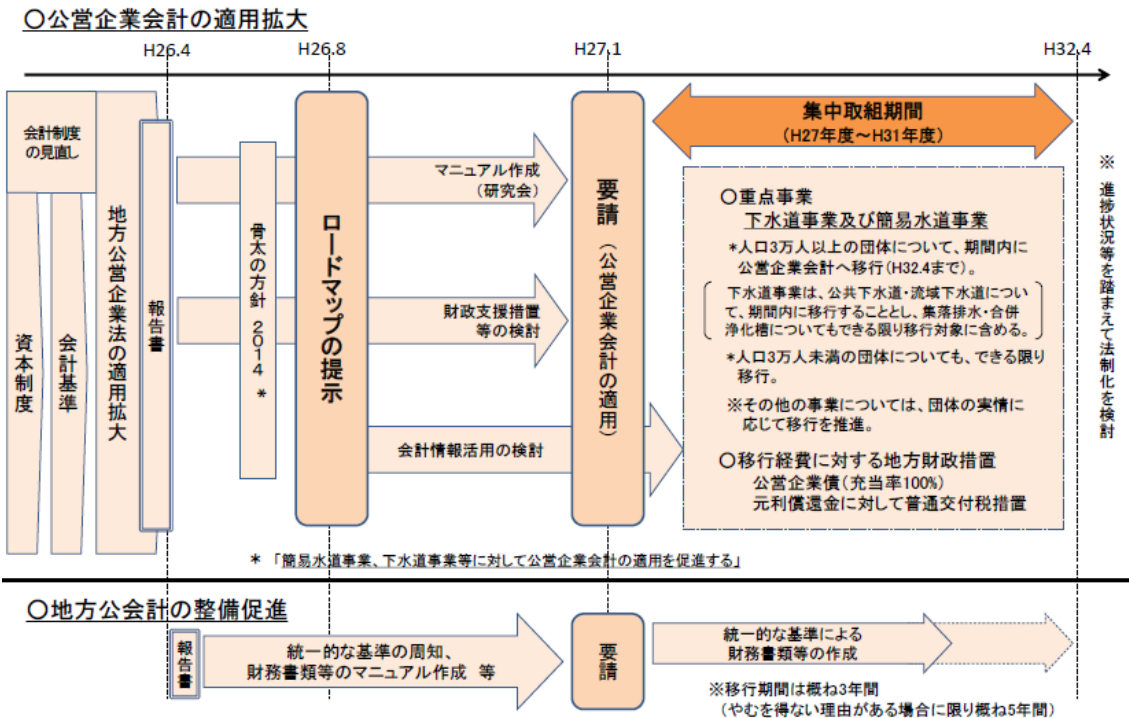 〇公営企業会計の適用拡大
H26.4
H26.8
H27.1
H32.4
会計制度
の見直し
資本制度
会計基準
地方公営企業法の適用拡大
報告書
骨太の方針 2014 *
ロードマップの提示
マニュアル作成
(研究会)
財政支援措置
等の検討
会計情報活用の検討
要請(公営企業会計の適用)
集中取組期間
(H27年度～H31年度)
〇重点事業
下水道事業及び簡易水道事業
*人口3万人以上の団体について、期間内に
公営企業会計へ移行(H32.4まで)。
下水道事業は、公共下水道・流域下水道につい
て、期間内に移行することとし、集落排水・合併
浄化槽についてもできる限り移行対象に含める。
*人口3万人未満の団体についても、できる限り
移行。
※その他の事業については、団体の実情に
応じて移行を推進。
〇移行経費に対する地方財政措置
公営企業債(充当率100%)
元利償還金に対して普通交付税措置
※ 進捗状況等を踏まえて法制化を検討
* 「簡易水道事業、下水道事業等に対して公営企業会計の適用を促進する」
〇地方公会計の整備促進
報告書
統一的な基準の周知、
財務書類等のマニュアル作成 等
要請
統一的な基準による
財務書類等の作成
※移行期間は概ね3年間
(やむを得ない理由がある場合に限り概ね5年間)